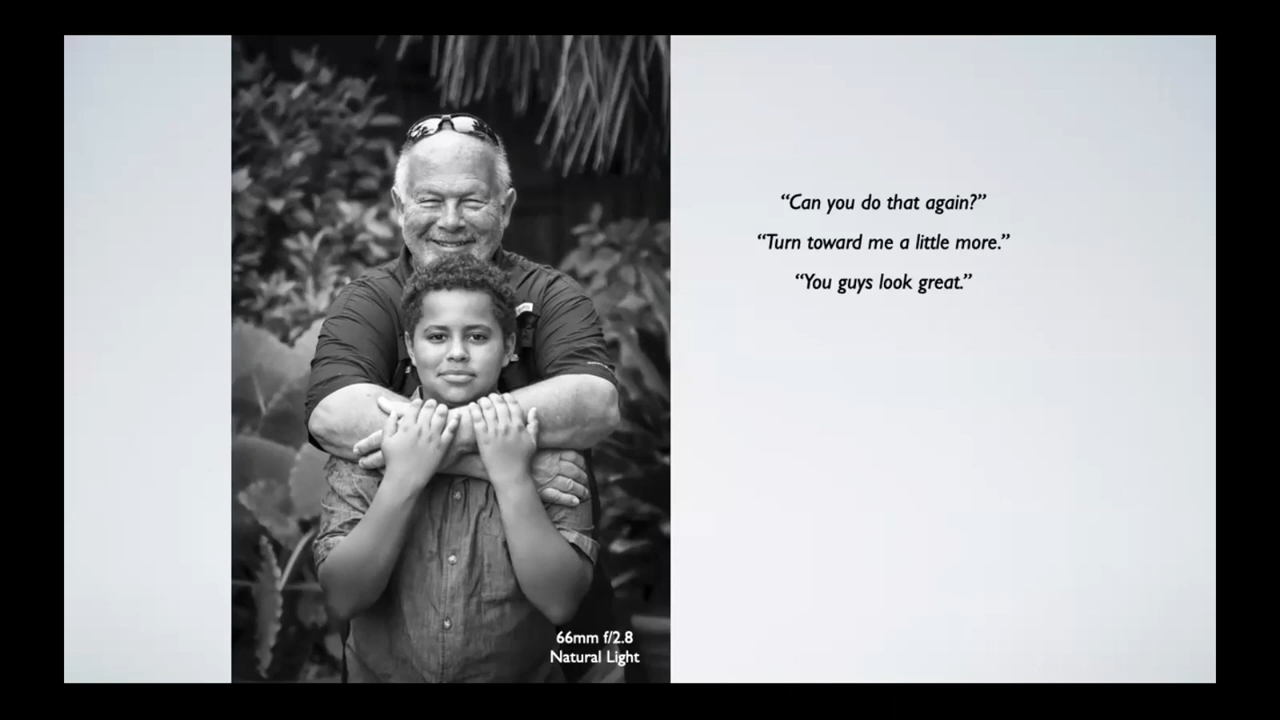 “Can you do that again?”
“Turn toward me a little more.”
“You guys look great.”
66mm f/2.8
Natural Light